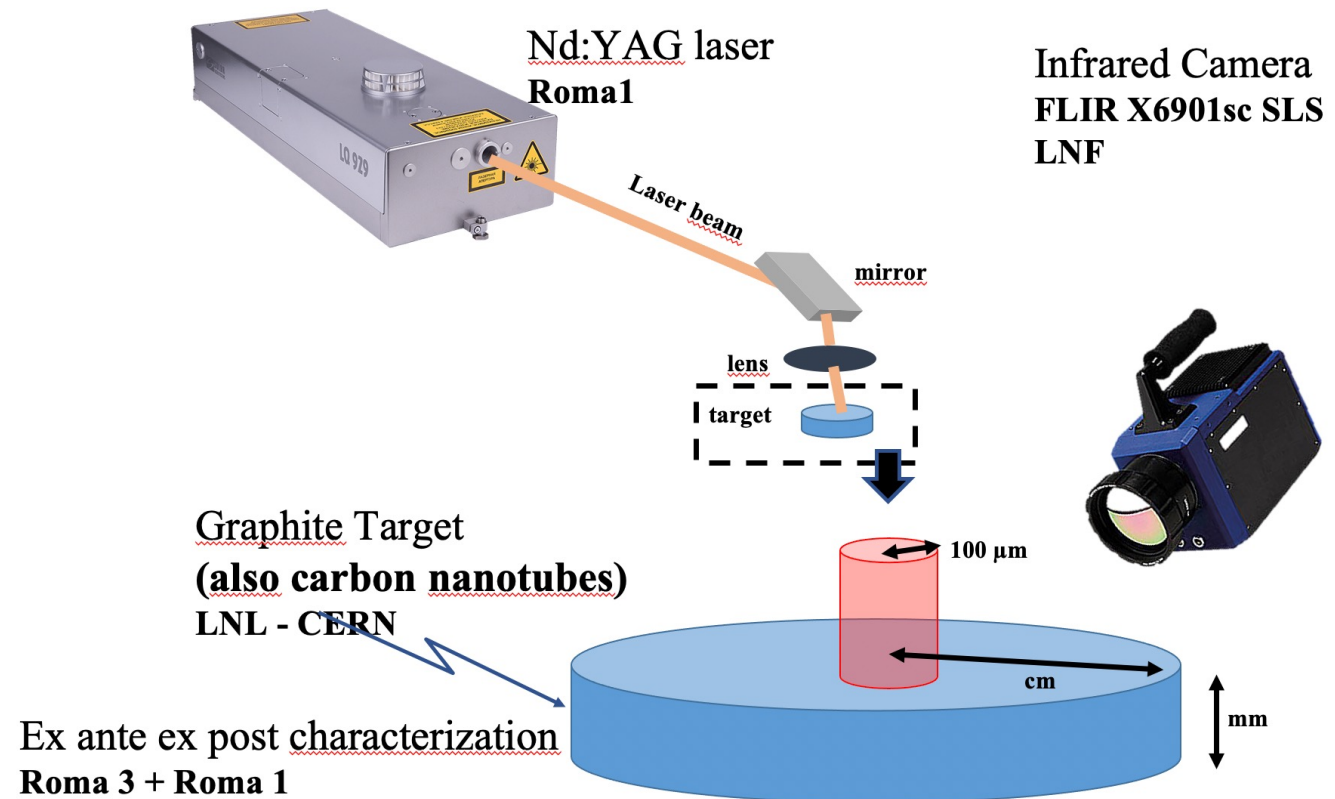 Nd:YAG laser
Roma1
Infrared Camera
FLIR X6901sc SLS
LNF
LQ 929
Laser beam
mirror
lens
target
Graphite Target
(also carbon nanotubes)
LNL - CERN
100 µm
cm
mm
Ex ante ex post characterization
Roma 3 + Roma 1